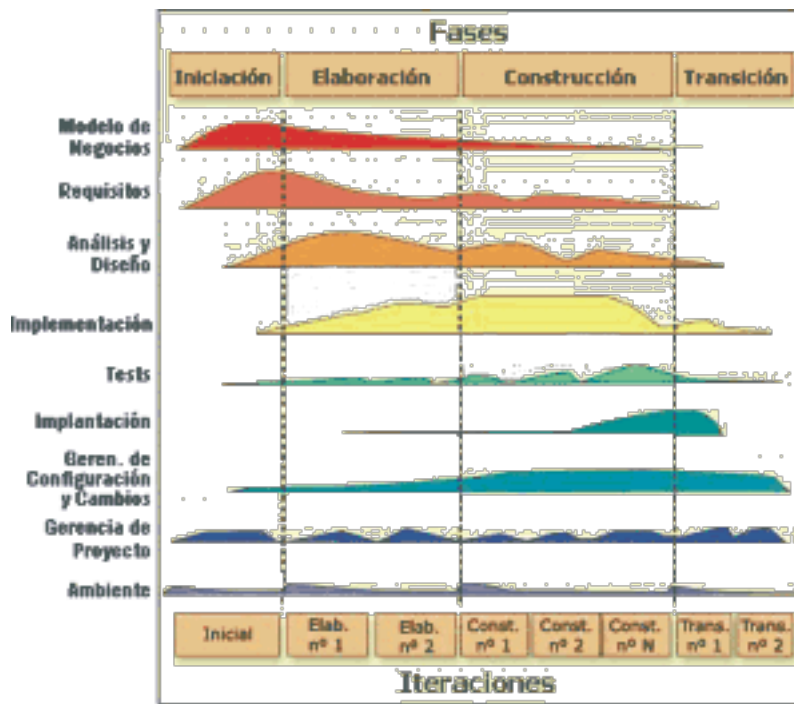 Fases
Iniciación Elaboración Construcción Transición
Modelo de
Negocios
Requisitos
Análisis y
Diseño
Implementación
Tests
Implantación
Geren. de
Configuración
y Cambios
Gerencia de
Proyecto
Ambiente
Inicial
Elab.
nº 1
Elab.
nº 2
Const.
nº 1
Const.
nº 2
Const.
nº N
Trans.
nº 1
Trans.
nº 2
Iteraciones